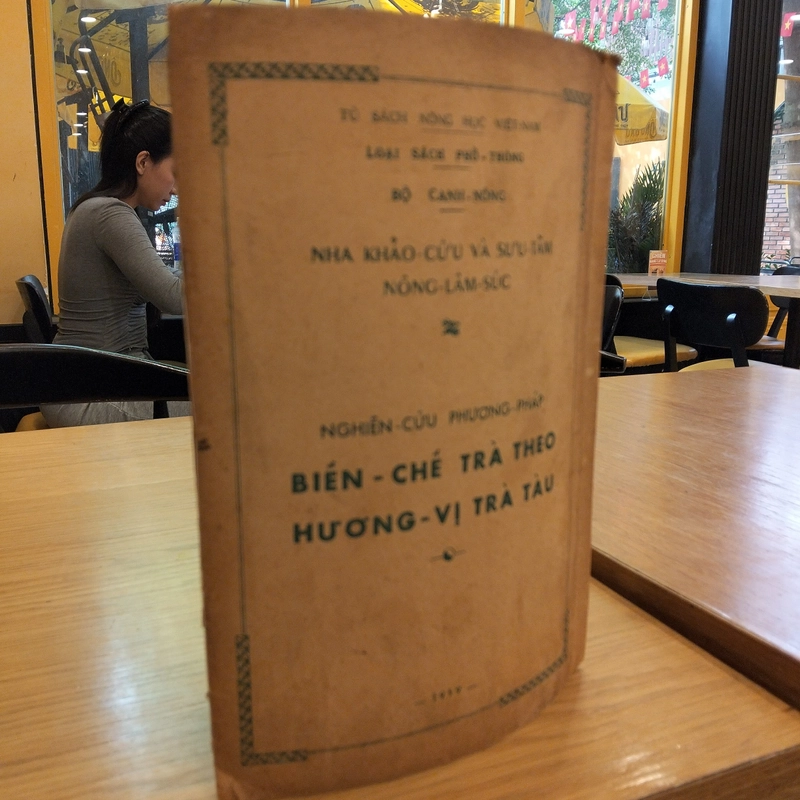 TỦ SÁCH NÔNG HỌC VIỆT-NAM
LOẠI SÁCH PHỔ-THÔNG
BỘ CANH-NÔNG
NHA KHẢO-CỨU VÀ SƯU-TẦM
NÔNG-LÂM-SÚC
NGHIÊN-CỨU PHƯƠNG-PHÁP
BIẾN-CHẾ TRÀ THEO
HƯƠNG-VỊ TRÀ TÀU